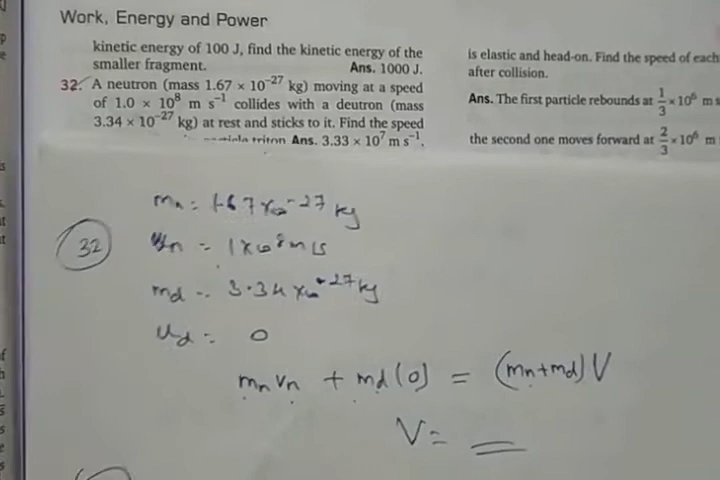 Work, Energy and Power
kinetic energy of 100 J, find the kinetic energy of the
smaller fragment. Ans. 1000 J.
32. A neutron (mass 1.67 × 10⁻²⁷ kg) moving at a speed
of 1.0 × 10⁸ m s⁻¹ collides with a deutron (mass
3.34 × 10⁻²⁷ kg) at rest and sticks to it. Find the speed
triton Ans. 3.33 × 10⁷ m s⁻¹.
is elastic and head-on. Find the speed of each
after collision.
Ans. The first particle rebounds at 1/3 × 10⁶ m s
the second one moves forward at 2/3 × 10⁶ m
32
mn = 1.67 × 10⁻²⁷ kg
un = 1 × 10⁸ m/s
md = 3.34 × 10⁻²⁷ kg
ud = 0
mn vn + md (0) = (mn+md) V
V =